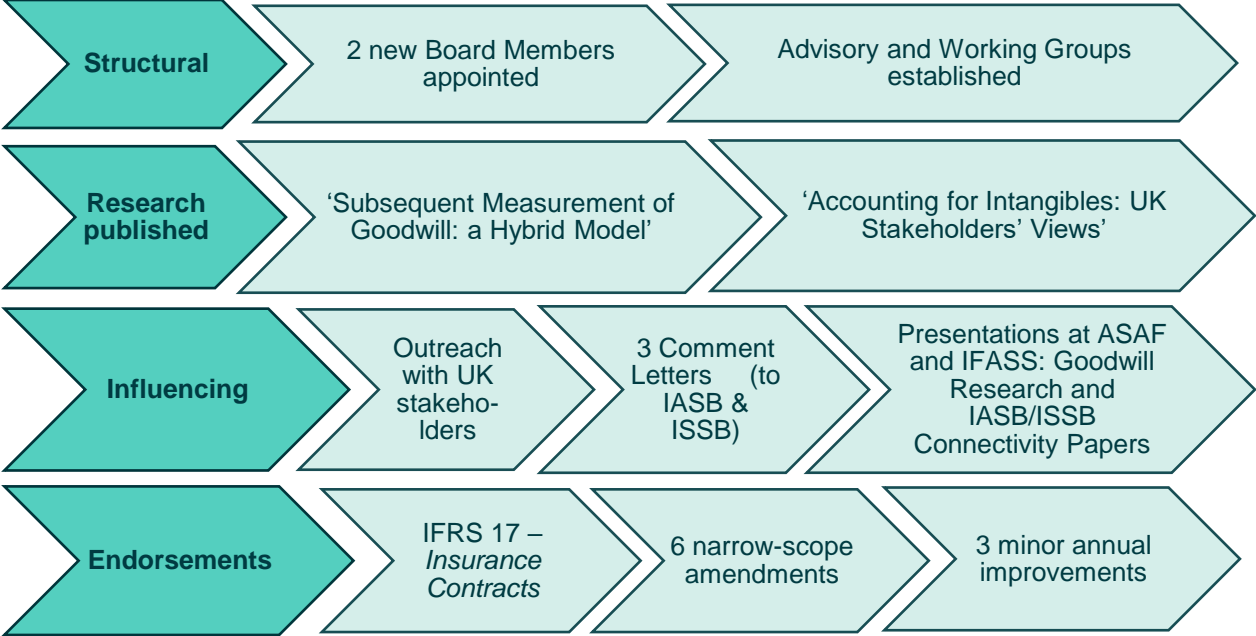 Structural
2 new Board Members
appointed
Advisory and Working Groups
established
Research
published
‘Subsequent Measurement of
Goodwill: a Hybrid Model’
‘Accounting for Intangibles: UK
Stakeholders’ Views’
Influencing
Outreach
with UK
stakeho-
lders
3 Comment
Letters (to
IASB &
ISSB)
Presentations at ASAF
and IFASS: Goodwill
Research and
IASB/ISSB
Connectivity Papers
Endorsements
IFRS 17 –
Insurance
Contracts
6 narrow-scope
amendments
3 minor annual
improvements